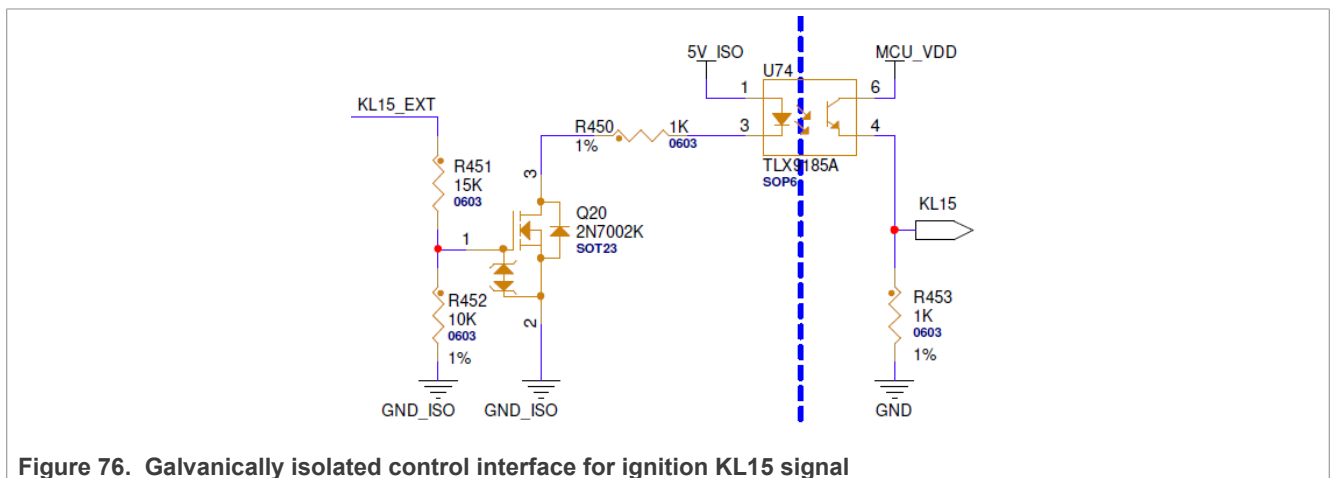 5V_ISO
MCU_VDD
U74
1
6
KL15_EXT
R450
1K
3
4
1%
0603
TLX9185A
SOP6
R451
15K
0603
3
KL15
Q20
2N7002K
SOT23
1
R452
10K
0603
1%
2
R453
1K
0603
1%
GND_ISO
GND_ISO
GND
Figure 76. Galvanically isolated control interface for ignition KL15 signal